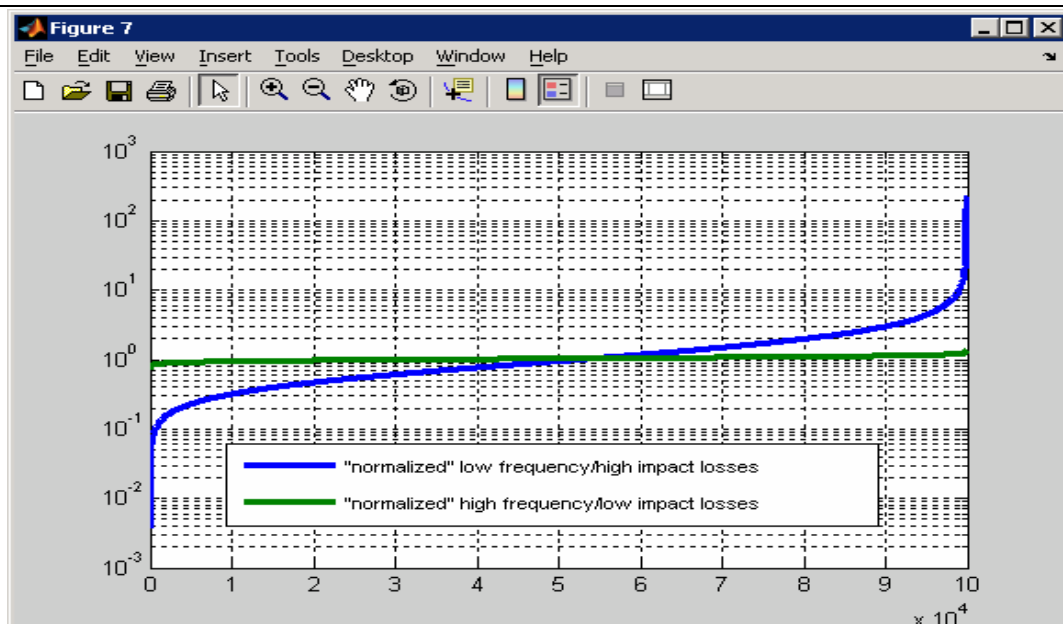 Figure 7
File Edit View Insert Tools Desktop Window Help
10^3
10^2
10^1
10^0
10^-1
10^-2
10^-3
"normalized" low frequency/high impact losses
"normalized" high frequency/low impact losses
0 1 2 3 4 5 6 7 8 9 10
x 10^4